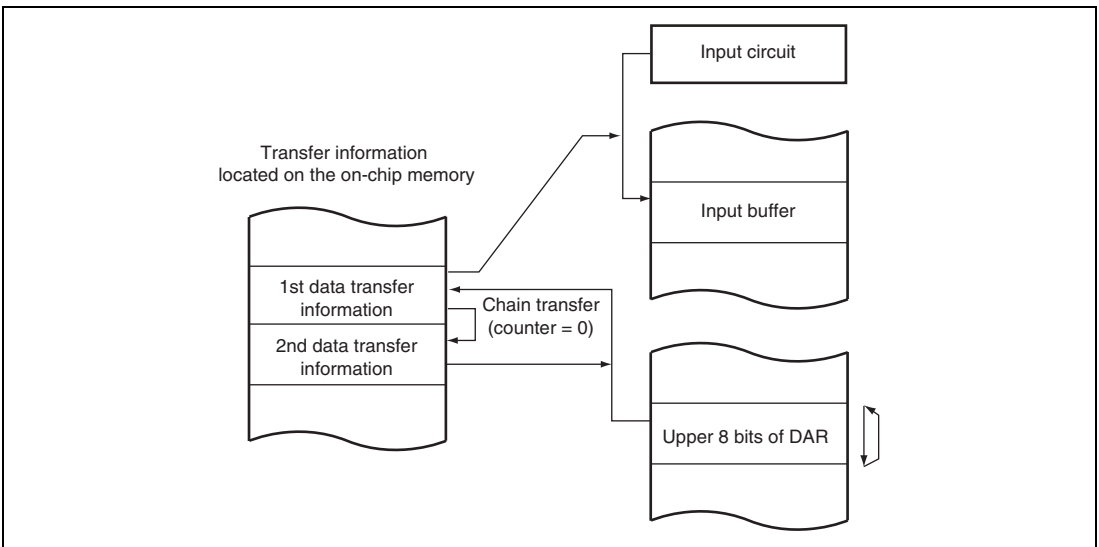 Input circuit
Transfer information
located on the on-chip memory
Input buffer
1st data transfer
information
Chain transfer
(counter = 0)
2nd data transfer
information
Upper 8 bits of DAR